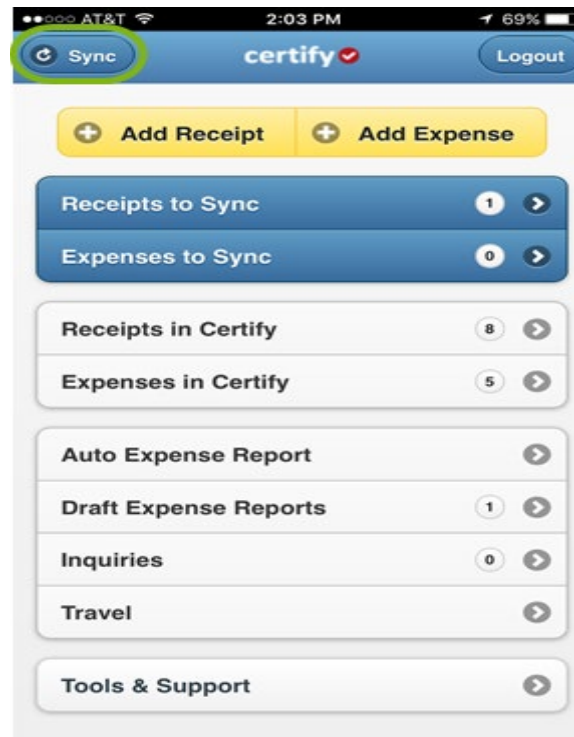 AT&T 2:03 PM 69%
Sync certify Logout
Add Receipt Add Expense
Receipts to Sync 1
Expenses to Sync 0
Receipts in Certify 8
Expenses in Certify 5
Auto Expense Report
Draft Expense Reports 1
Inquiries 0
Travel
Tools & Support